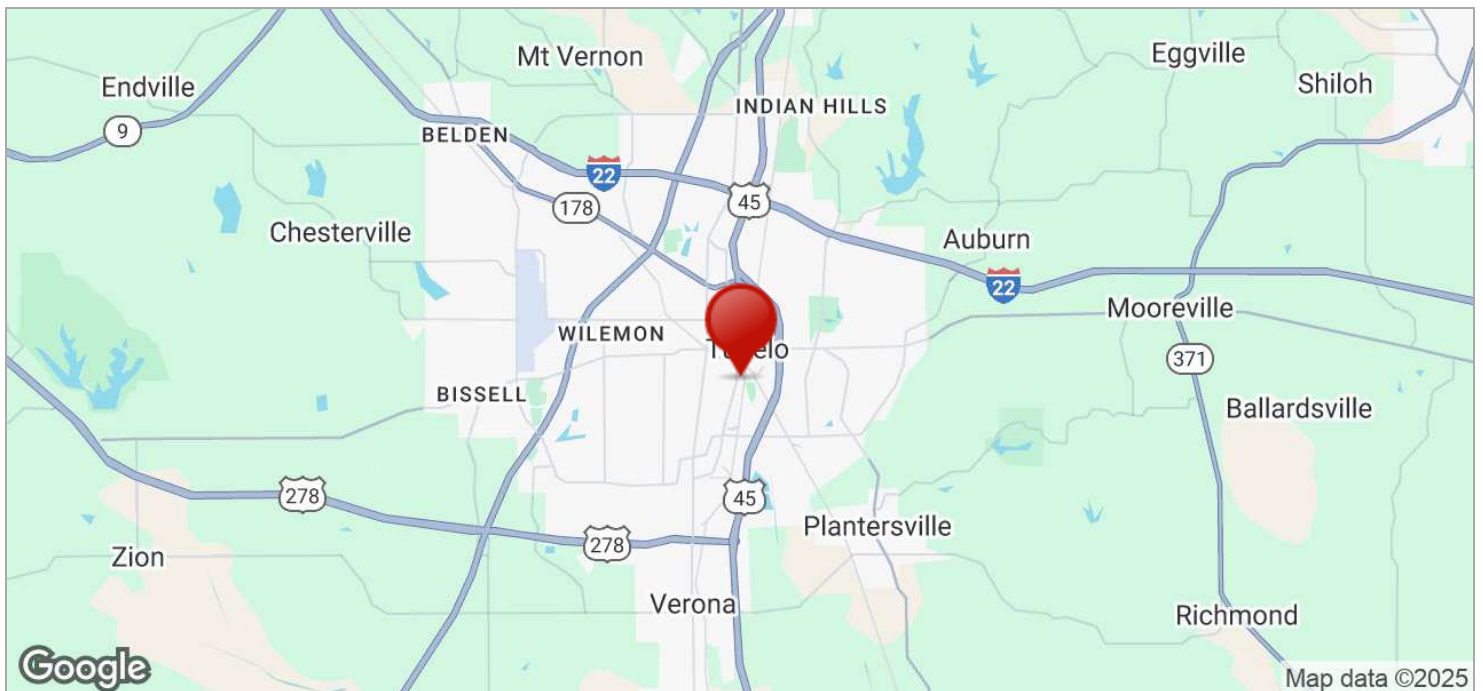 Mt Vernon
Eggville
Endville
Shiloh
INDIAN HILLS
9
BELDEN
22
178
45
Chesterville
Auburn
22
Mooreville
WILEMON
371
BISSELL
Ballardsville
278
45
Plantersville
278
Zion
Verona
Richmond
Google
Map data ©2025